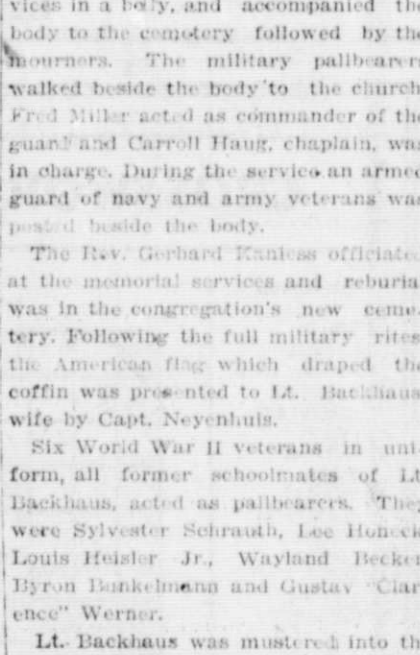 vices in a body, and accompanied the
body to the cemetery followed by the
mourners. The military pallbearers
walked beside the body to the church
Fred Miller acted as commander of the
guard and Carroll Haug, chaplain, was
in charge. During the service an armed
guard of navy and army veterans was
posted beside the body.
The Rev. Gerhard Kaniess officiated
at the memorial services and reburial
was in the congregation's new ceme-
tery. Following the full military rites,
the American flag which draped the
coffin was presented to Lt. Backhaus'
wife by Capt. Neyenhuis.
Six World War II veterans in uni-
form, all former schoolmates of Lt.
Backhaus, acted as pallbearers. They
were Sylvester Schrauth, Lee Honeck
Louis Heisler Jr., Wayland Becker
Byron Bunkelmann and Gustav "Clar-
ence" Werner.
Lt. Backhaus was mustered into th